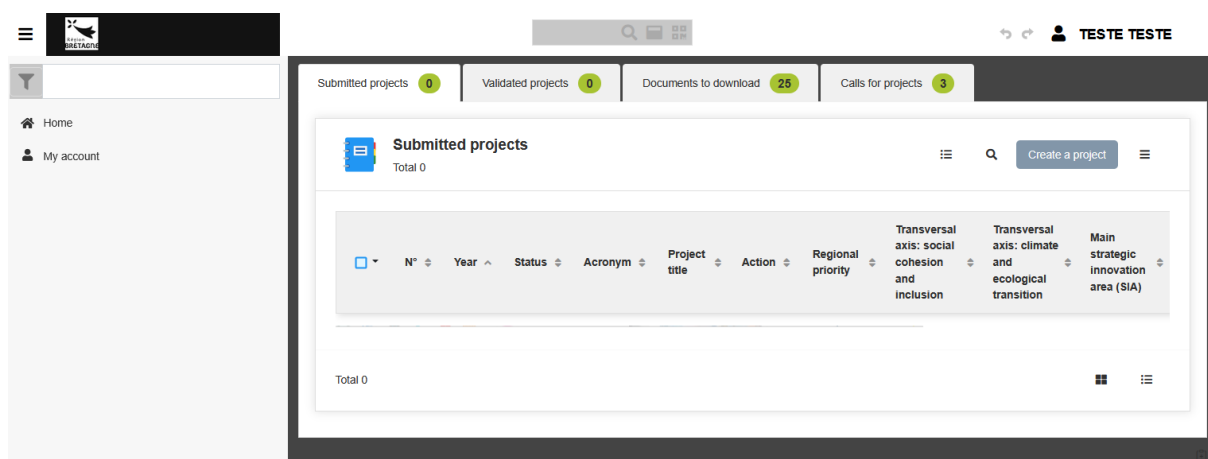 Région
BRETAGNE
TESTE TESTE
Submitted projects 0
Validated projects 0
Documents to download 25
Calls for projects 3
Home
My account
Submitted projects
Total 0
Create a project
N°
Year
Status
Acronym
Project
title
Action
Regional
priority
Transversal
axis: social
cohesion
and
inclusion
Transversal
axis: climate
and
ecological
transition
Main
strategic
innovation
area (SIA)
Total 0